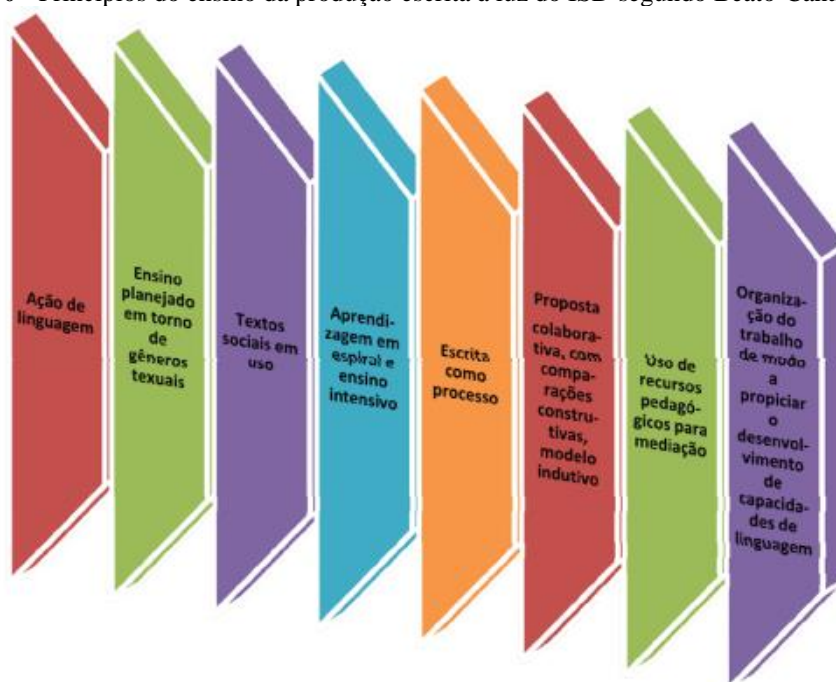 Princípios do ensino da produção escrita à luz do ISD segundo Beato-
Ação de
linguagem
Ensino
planejado
em torno
de
gêneros
texuais
Textos
sociais em
uso
Aprendi-
zagem em
espiral e
ensino
intensivo
Escrita
como
processo
Proposta
colabora-
tiva, com
compa-
rações
constru-
tivas,
modelo
indutivo
Uso de
recursos
pedagó-
gicos para
mediação
Organiza-
ção do
trabalho
de modo
a
propiciar
o
desenvol-
vimento
de
capacida-
des de
linguagem